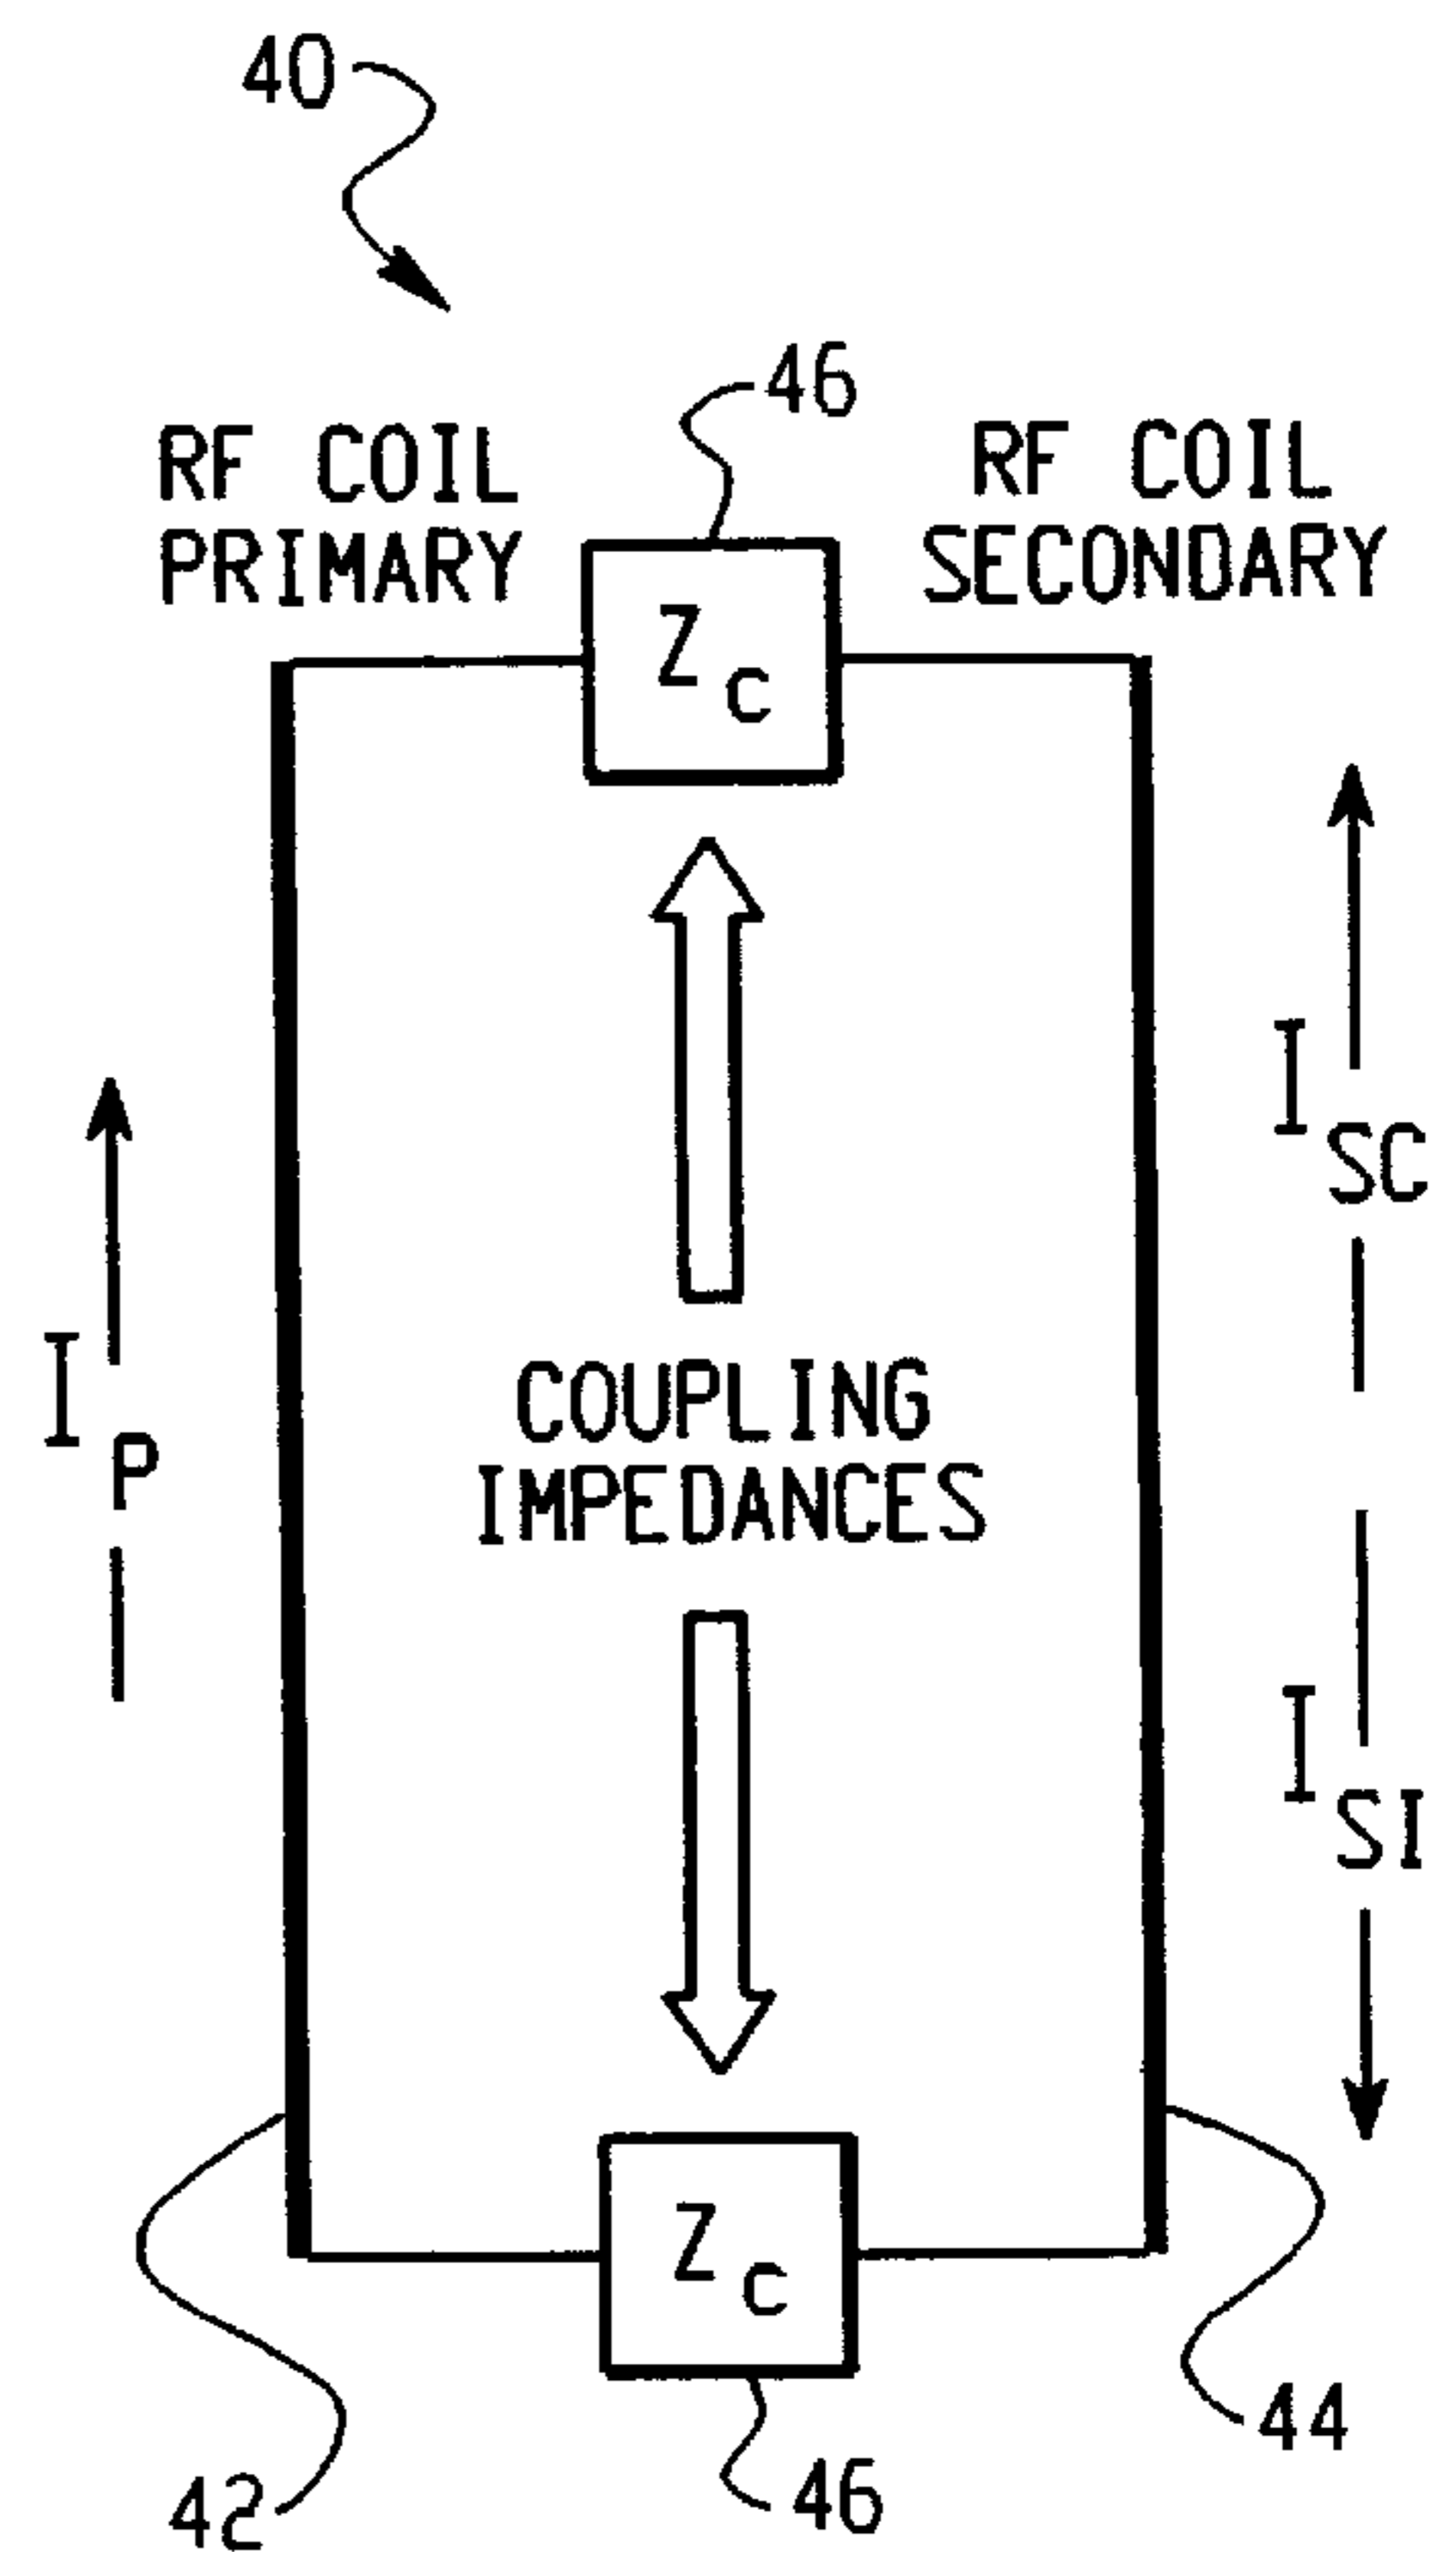 40
46
RF COIL
PRIMARY
RF COIL
SECONDARY
Zc
ISC
IP
COUPLING
IMPEDANCES
ISI
Zc
44
42
46